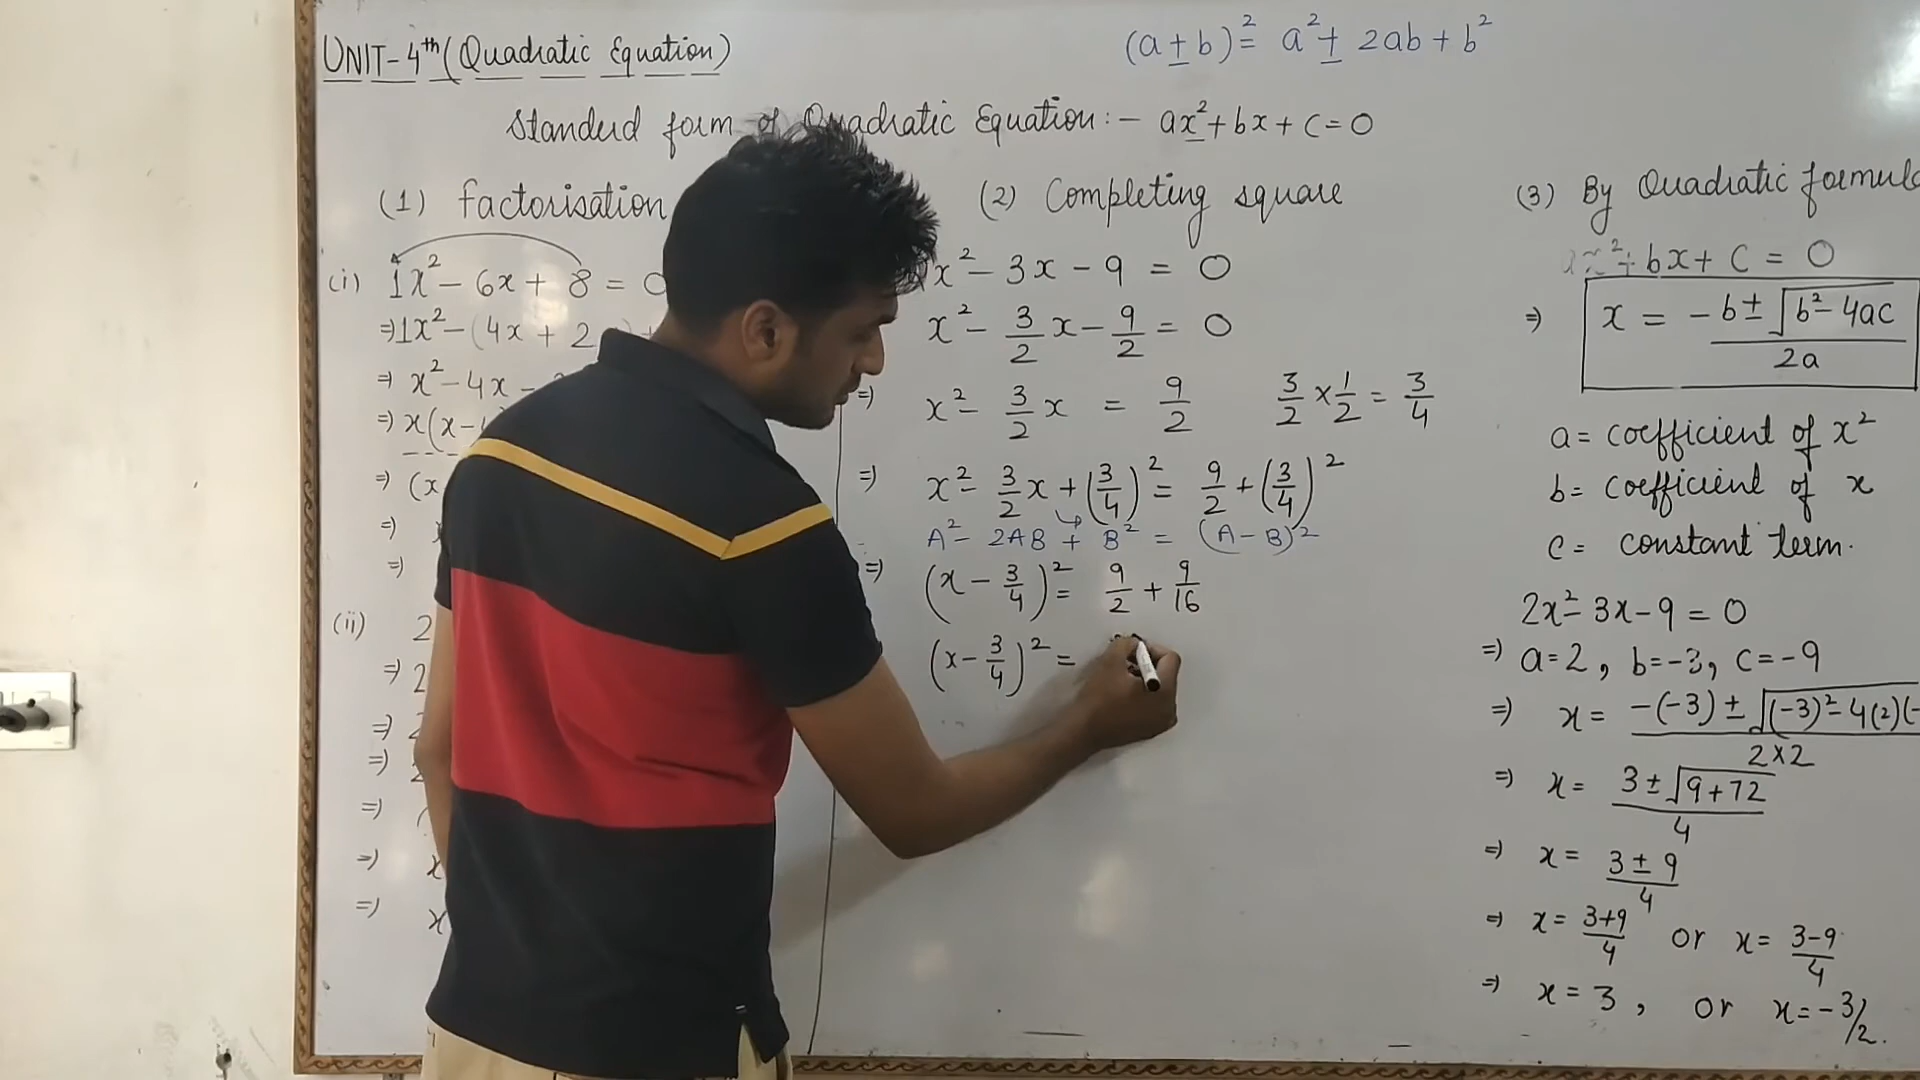 UNIT-4th (Quadratic Equation)
(a ± b)² = a² ± 2ab + b²
Standerd form of Quadratic Equation:- ax² + bx + c = 0
(1) factorisation
(i) 1x² - 6x + 8 = 0
⇒ 1x² - (4x + 2
⇒ x² - 4x -
⇒ x(x-
⇒ (x
⇒
⇒
(ii) 2
⇒ 2
⇒ 2
⇒ 2
⇒ (
⇒ x
⇒ x
(2) Completing square
x² - 3x - 9 = 0
x² - 3/2 x - 9/2 = 0
⇒ x² - 3/2 x = 9/2    3/2 × 1/2 = 3/4
⇒ x² - 3/2 x + (3/4)² = 9/2 + (3/4)²
A² - 2AB + B² = (A - B)²
⇒ (x - 3/4)² = 9/2 + 9/16
(x - 3/4)² =
(3) By Quadratic formula
ax² + bx + c = 0
⇒ x = -b ± √b² - 4ac / 2a
a = coefficient of x²
b = coefficient of x
c = constant term.
2x² - 3x - 9 = 0
⇒ a=2, b=-3, c=-9
⇒ x = -(-3) ± √(-3)² - 4(2)(- / 2×2
⇒ x = 3 ± √9+72 / 4
⇒ x = 3 ± 9 / 4
⇒ x = 3+9/4 or x = 3-9/4
⇒ x = 3, or x = -3/2.